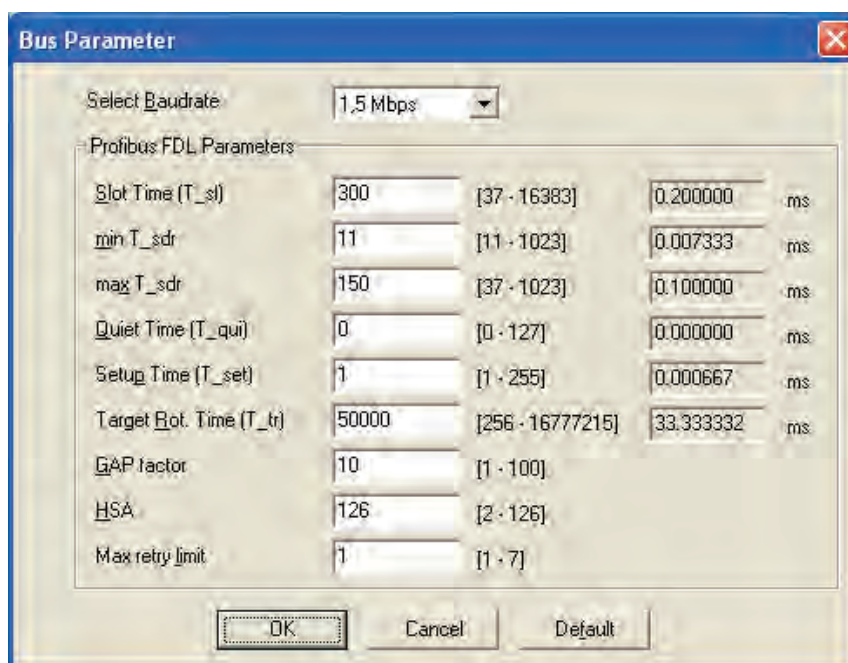 Bus Parameter
Select Baudrate 1,5 Mbps
Profibus FDL Parameters
Slot Time (T_sl) 300 [37 - 16383] 0.200000 ms
min T_sdr 11 [11 - 1023] 0.007333 ms
max T_sdr 150 [37 - 1023] 0.100000 ms
Quiet Time (T_qui) 0 [0 - 127] 0.000000 ms
Setup Time (T_set) 1 [1 - 255] 0.000667 ms
Target Rot. Time (T_tr) 50000 [256 - 16777215] 33.333332 ms
GAP factor 10 [1 - 100]
HSA 126 [2 - 126]
Max retry limit 1 [1 - 7]
OK Cancel Default